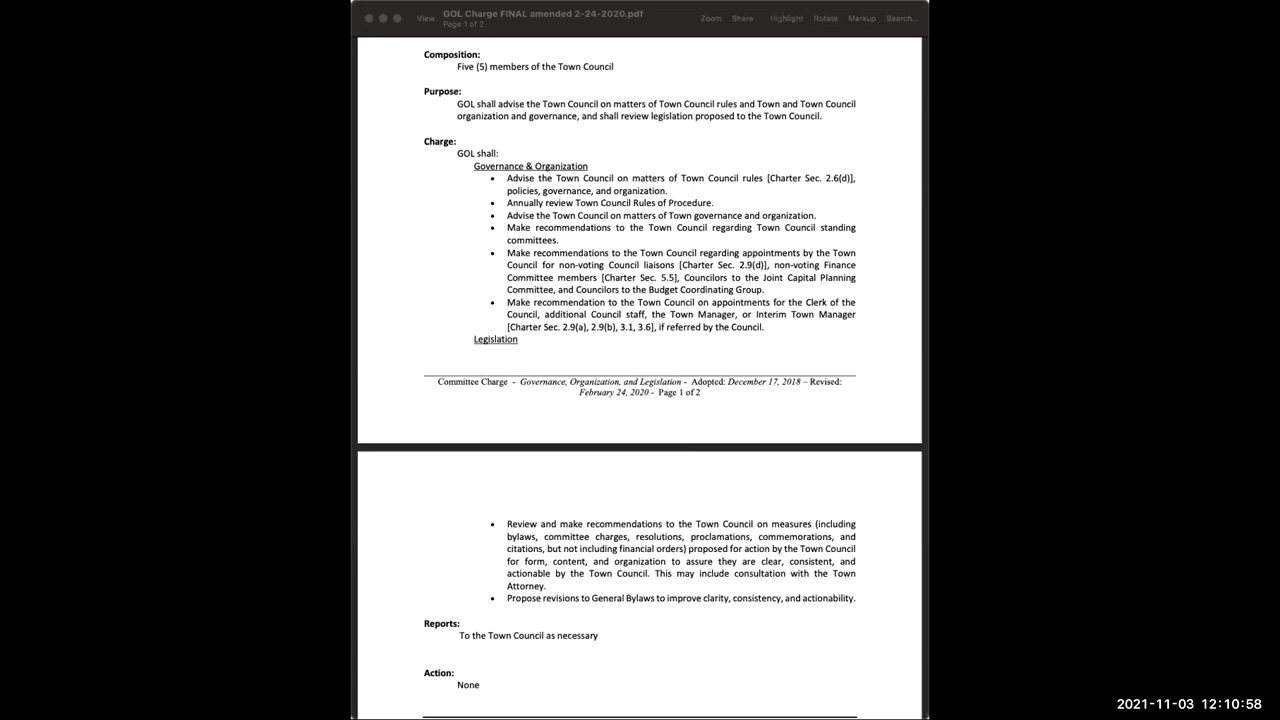 View
GOL Charge FINAL amended 2-24-2020.pdf
Page 1 of 2
Zoom Share Highlight Rotate Markup Search...
Composition:
Five (5) members of the Town Council
Purpose:
GOL shall advise the Town Council on matters of Town Council rules and Town and Town Council
organization and governance, and shall review legislation proposed to the Town Council.
Charge:
GOL shall:
Governance & Organization
• Advise the Town Council on matters of Town Council rules [Charter Sec. 2.6(d)],
policies, governance, and organization.
• Annually review Town Council Rules of Procedure.
• Advise the Town Council on matters of Town governance and organization.
• Make recommendations to the Town Council regarding Town Council standing
committees.
• Make recommendations to the Town Council regarding appointments by the Town
Council for non-voting Council liaisons [Charter Sec. 2.9(d)], non-voting Finance
Committee members [Charter Sec. 5.5], Councilors to the Joint Capital Planning
Committee, and Councilors to the Budget Coordinating Group.
• Make recommendation to the Town Council on appointments for the Clerk of the
Council, additional Council staff, the Town Manager, or Interim Town Manager
[Charter Sec. 2.9(a), 2.9(b), 3.1, 3.6], if referred by the Council.
Legislation
Committee Charge - Governance, Organization, and Legislation - Adopted: December 17, 2018 – Revised:
February 24, 2020 - Page 1 of 2
• Review and make recommendations to the Town Council on measures (including
bylaws, committee charges, resolutions, proclamations, commemorations, and
citations, but not including financial orders) proposed for action by the Town Council
for form, content, and organization to assure they are clear, consistent, and
actionable by the Town Council. This may include consultation with the Town
Attorney.
• Propose revisions to General Bylaws to improve clarity, consistency, and actionability.
Reports:
To the Town Council as necessary
Action:
None
2021-11-03 12:10:58